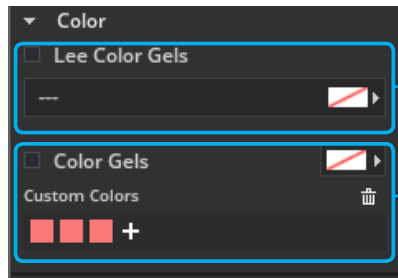 Color
Lee Color Gels
---
Color Gels
Custom Colors
+